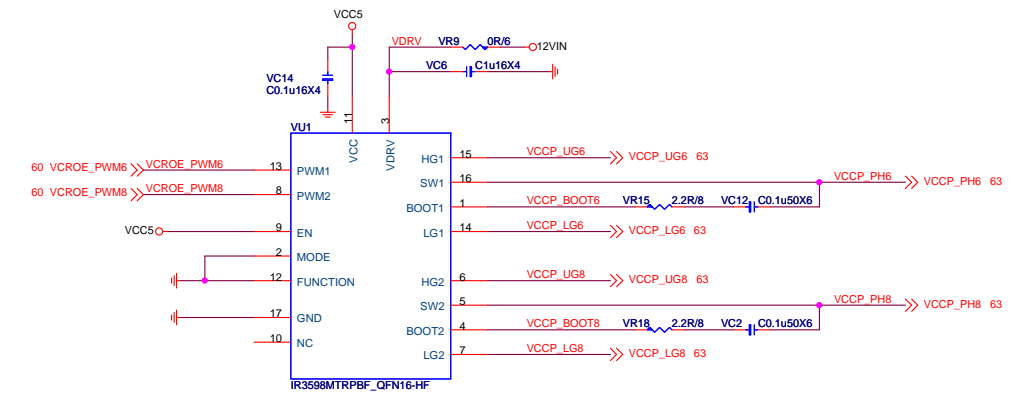 VCC5
VDRV VR9 0R/6 12VIN
VC6 C1u16X4
VC14
C0.1u16X4
11 3
VU1
VCC VDRV
60 VCROE_PWM6 VCROE_PWM6 13 PWM1
60 VCROE_PWM8 VCROE_PWM8 8 PWM2
VCC5 9 EN
2 MODE
12 FUNCTION
17 GND
10 NC
HG1 15 VCCP_UG6 VCCP_UG6 63
SW1 16 VCCP_PH6 VCCP_PH6 63
BOOT1 1 VCCP_BOOT6 VR15 2.2R/8 VC12 C0.1u50X6
LG1 14 VCCP_LG6 VCCP_LG6 63
HG2 6 VCCP_UG8 VCCP_UG8 63
SW2 5 VCCP_PH8 VCCP_PH8 63
BOOT2 4 VCCP_BOOT8 VR18 2.2R/8 VC2 C0.1u50X6
LG2 7 VCCP_LG8 VCCP_LG8 63
IR3598MTRPBF_QFN16-HF